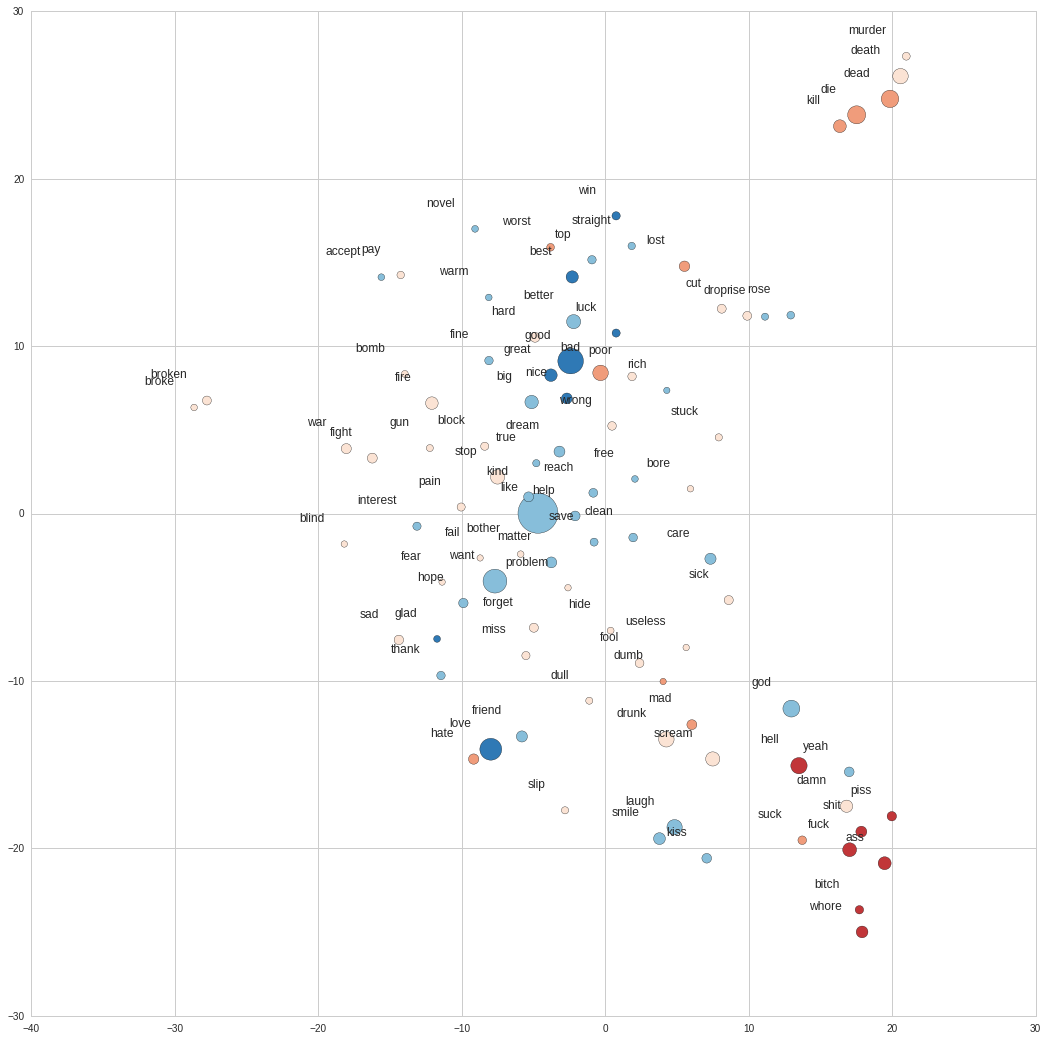 30
murder
death
dead
die
kill
20
win
novel
worst
straight
top
lost
best
accept
pay
warm
cut
better
drop
rise
rose
hard
luck
10
fine
good
bomb
great
bad
poor
broken
broke
fire
big
nice
rich
wrong
war
fight
gun
block
dream
stuck
stop
true
free
pain
kind
reach
bore
interest
like
help
0
blind
save
clean
fail
bother
matter
care
fear
want
problem
hope
sick
forget
hide
sad
glad
miss
useless
thank
fool
dumb
−10
dull
god
mad
friend
drunk
love
hate
scream
hell
yeah
slip
damn
piss
laugh
smile
shit
suck
kiss
fuck
ass
−20
bitch
whore
−30
−40
−30
−20
−10
0
10
20
30